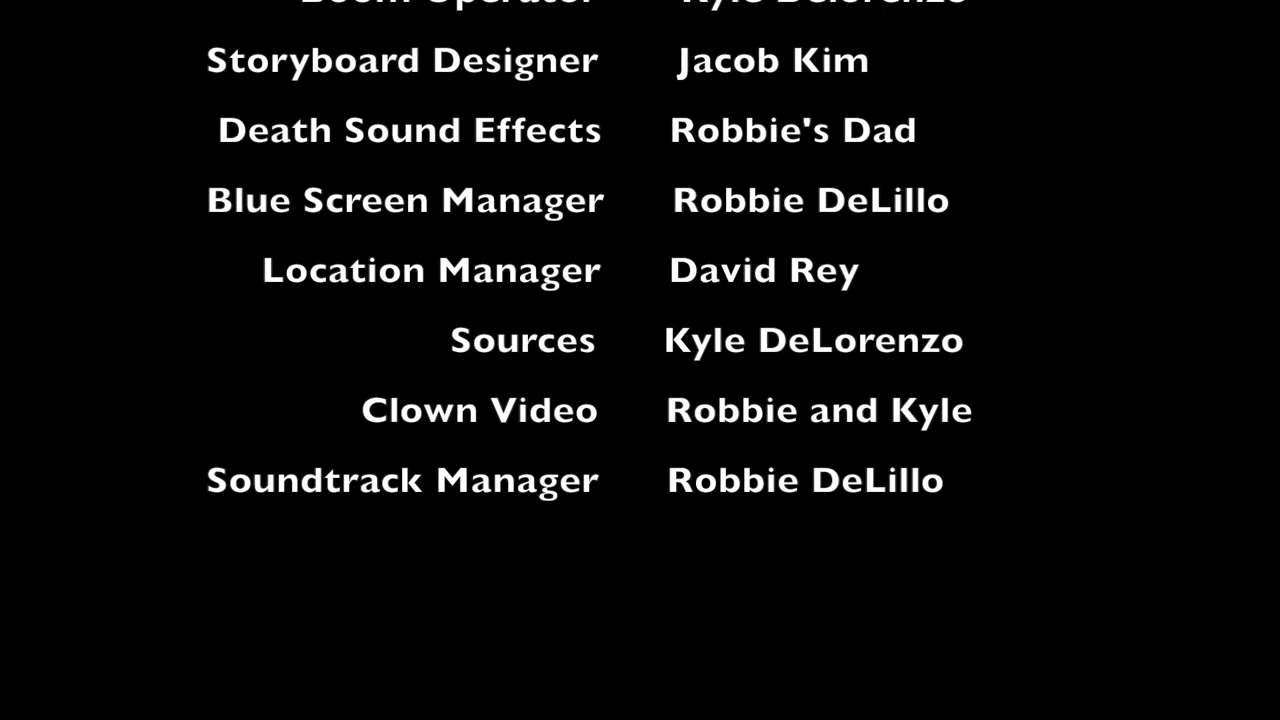 Boom Operator Kyle Delorenzo
Storyboard Designer Jacob Kim
Death Sound Effects Robbie's Dad
Blue Screen Manager Robbie DeLillo
Location Manager David Rey
Sources Kyle DeLorenzo
Clown Video Robbie and Kyle
Soundtrack Manager Robbie DeLillo